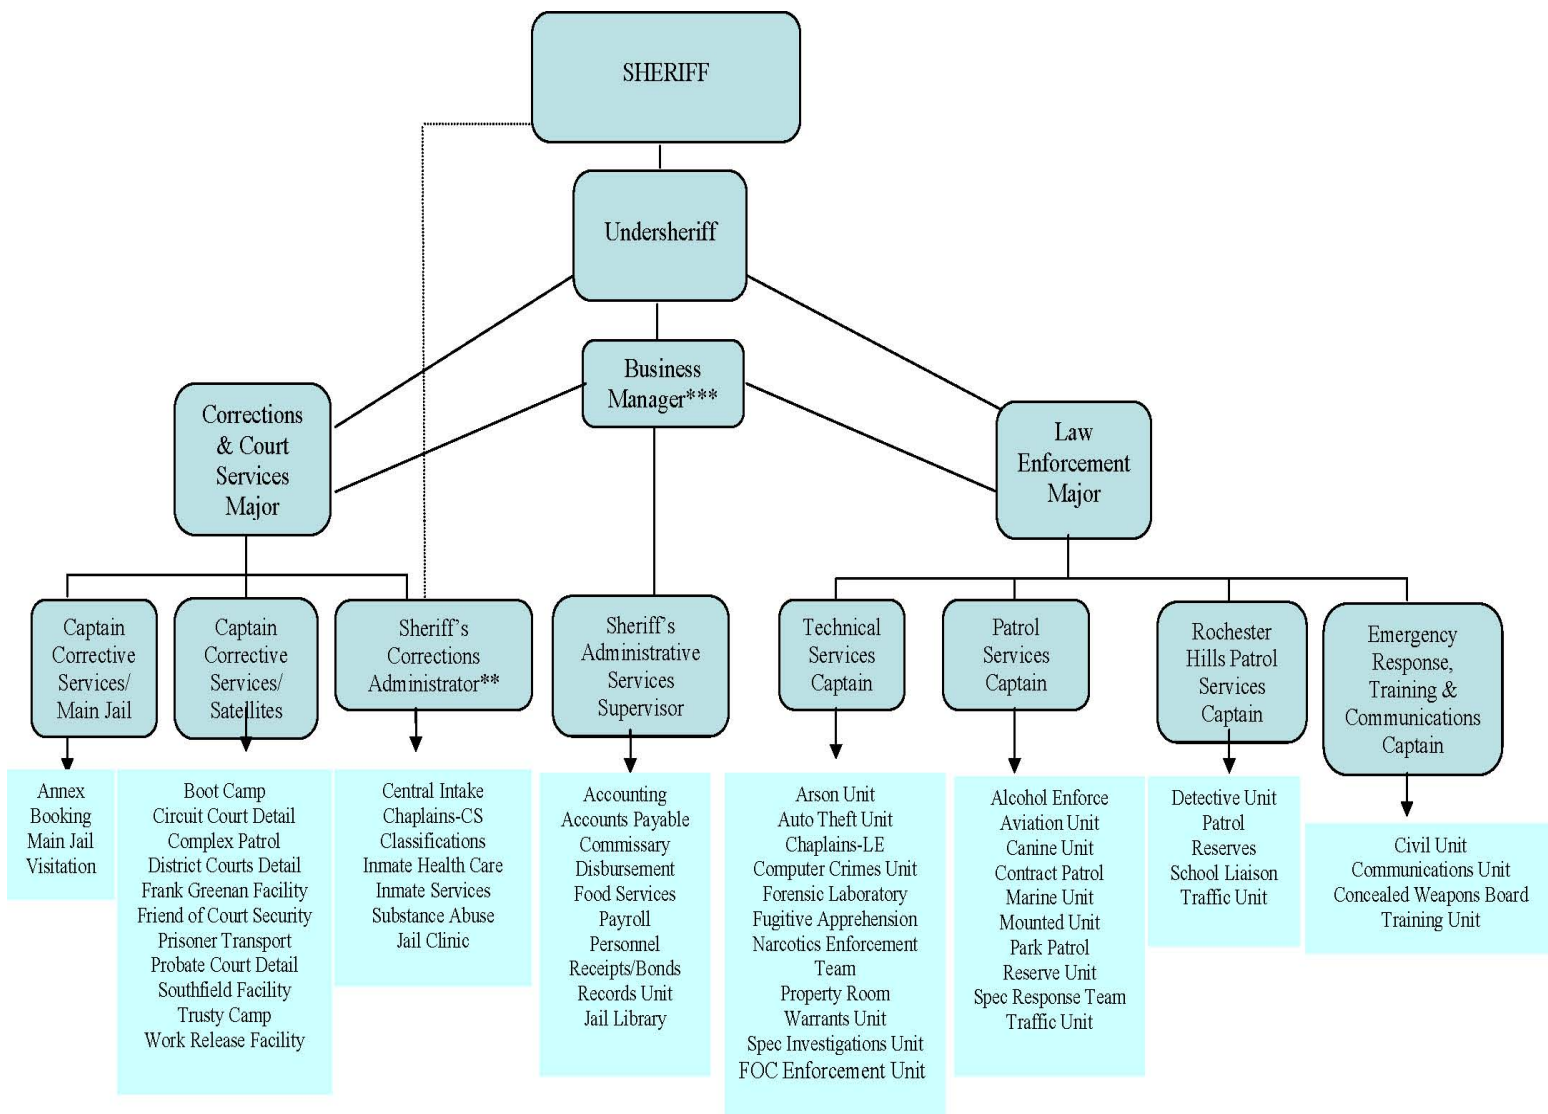 SHERIFF
Undersheriff
Business
Manager***
Corrections
& Court
Services
Major
Law
Enforcement
Major
Captain
Corrective
Services/
Main Jail
Captain
Corrective
Services/
Satellites
Sheriff's
Corrections
Administrator**
Sheriff's
Administrative
Services
Supervisor
Technical
Services
Captain
Patrol
Services
Captain
Rochester
Hills Patrol
Services
Captain
Emergency
Response,
Training &
Communications
Captain
Annex
Booking
Main Jail
Visitation
Boot Camp
Circuit Court Detail
Complex Patrol
District Courts Detail
Frank Greenan Facility
Friend of Court Security
Prisoner Transport
Probate Court Detail
Southfield Facility
Trusty Camp
Work Release Facility
Central Intake
Chaplains-CS
Classifications
Inmate Health Care
Inmate Services
Substance Abuse
Jail Clinic
Accounting
Accounts Payable
Commissary
Disbursement
Food Services
Payroll
Personnel
Receipts/Bonds
Records Unit
Jail Library
Arson Unit
Auto Theft Unit
Chaplains-LE
Computer Crimes Unit
Forensic Laboratory
Fugitive Apprehension
Narcotics Enforcement
Team
Property Room
Warrants Unit
Spec Investigations Unit
FOC Enforcement Unit
Alcohol Enforce
Aviation Unit
Canine Unit
Contract Patrol
Marine Unit
Mounted Unit
Park Patrol
Reserve Unit
Spec Response Team
Traffic Unit
Detective Unit
Patrol
Reserves
School Liaison
Traffic Unit
Civil Unit
Communications Unit
Concealed Weapons Board
Training Unit